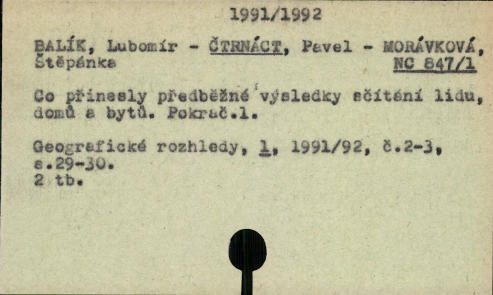 1991/1992
BALÍK, Lubomír - ČTRNÁCT, Pavel - MORÁVKOVÁ,
Štěpánka NC 847/1
Co přinesly předběžné výsledky sčítání lidu,
domů a bytů. Pokrač.1.
Geografické rozhledy, 1, 1991/92, č.2-3,
s.29-30.
2 tb.